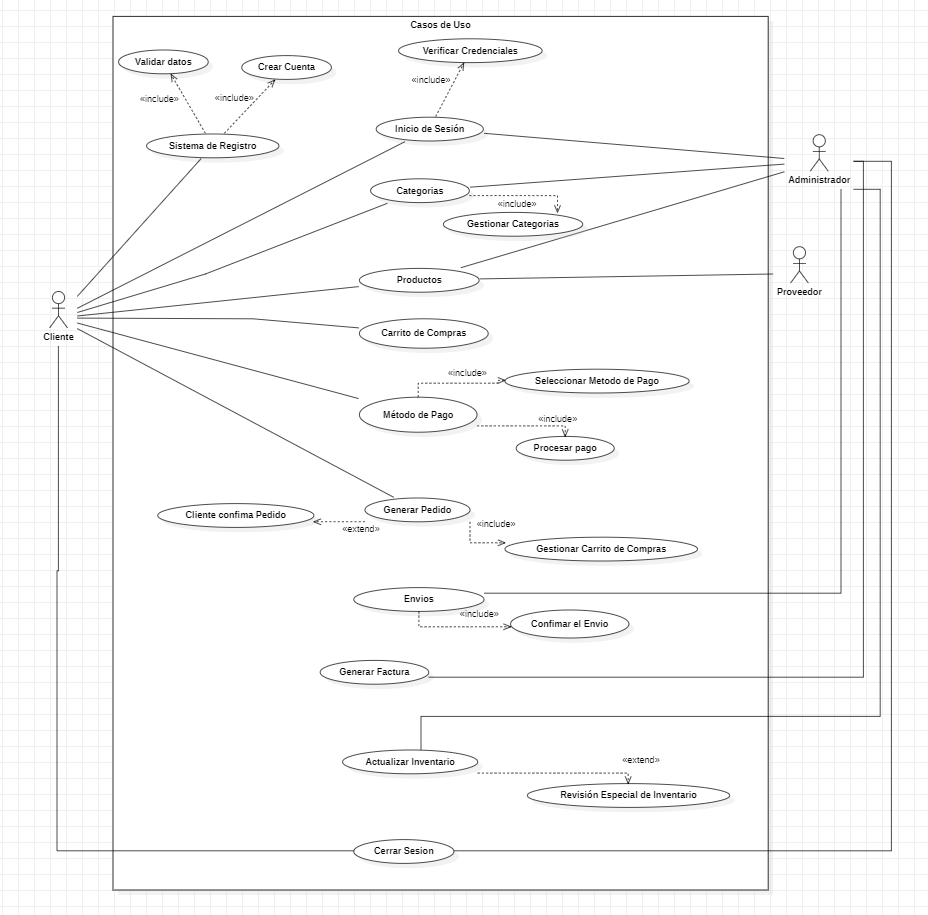 Casos de Uso
Verificar Credenciales
Validar datos
Crear Cuenta
«include»
«include»
«include»
Inicio de Sesión
Sistema de Registro
Administrador
Categorias
«include»
Gestionar Categorias
Productos
Proveedor
Cliente
Carrito de Compras
«include»
Seleccionar Metodo de Pago
Método de Pago
«include»
Procesar pago
Generar Pedido
Cliente confima Pedido
«extend»
«include»
Gestionar Carrito de Compras
Envios
«include»
Confimar el Envio
Generar Factura
Actualizar Inventario
«extend»
Revisión Especial de Inventario
Cerrar Sesion